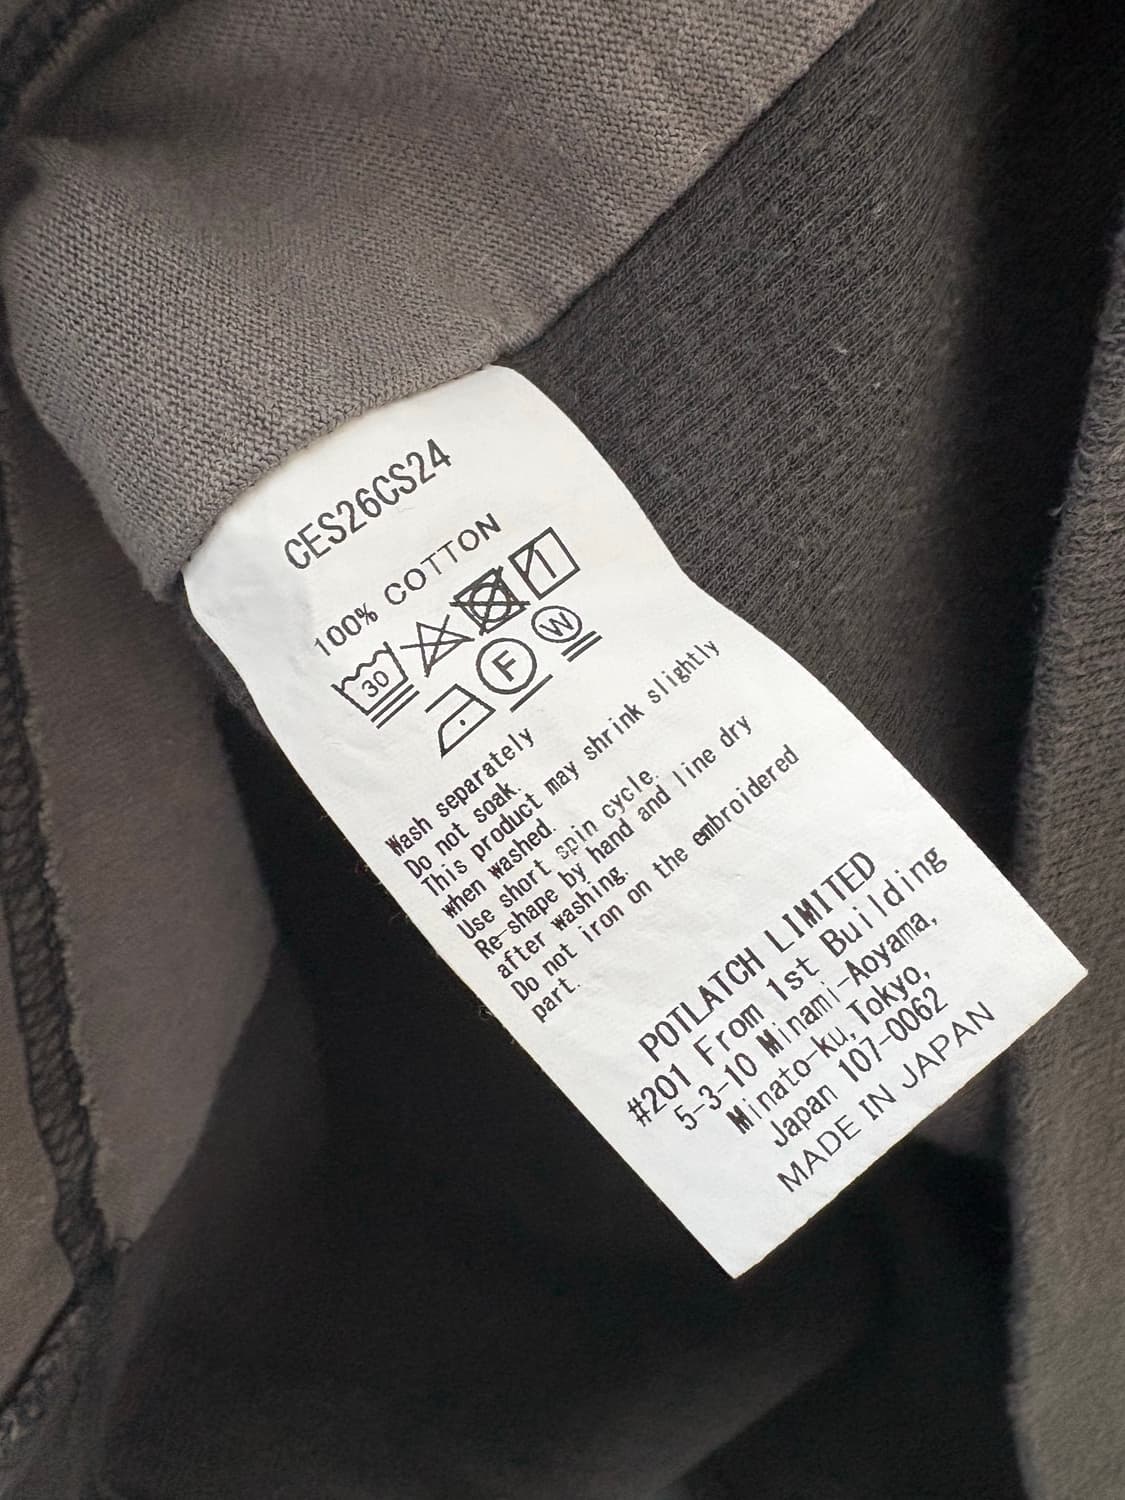 CES26CS24
100% COTTON
30
F W
Wash separately
Do not soak.
This product may shrink slightly
when washed.
Use short spin cycle.
Re-shape by hand and line dry
after washing.
Do not iron on the embroidered
part.
POTLATCH LIMITED
#201 From 1st Building
5-3-10 Minami-Aoyama,
Minato-ku, Tokyo,
Japan 107-0062
MADE IN JAPAN